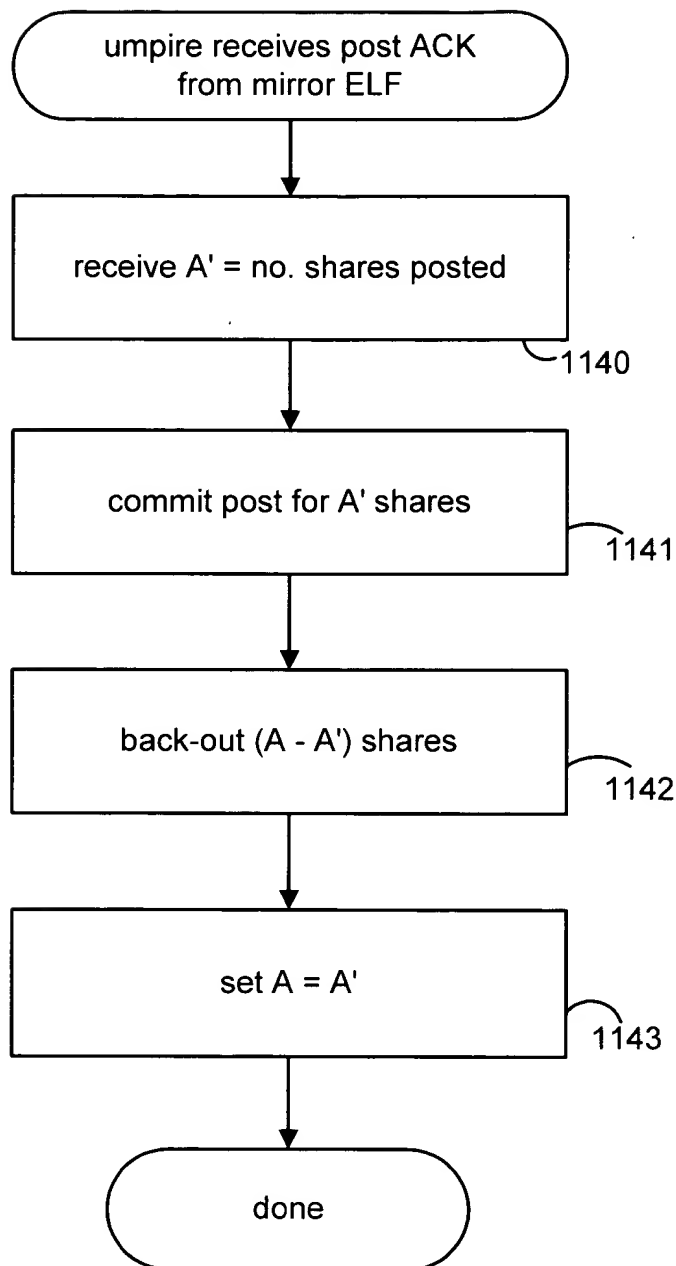 umpire receives post ACK
from mirror ELF
receive A' = no. shares posted
1140
commit post for A' shares
1141
back-out (A - A') shares
1142
set A = A'
1143
done